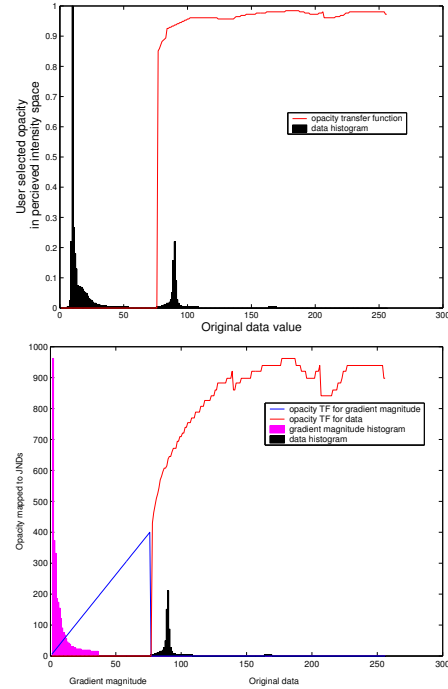 User selected opacity
in percieved intensity space
1
0.9
0.8
0.7
0.6
0.5
0.4
0.3
0.2
0.1
0
opacity transfer function
data histogram
0 50 100 150 200 250 300
Original data value
Opacity mapped to JNDs
1000
900
800
700
600
500
400
300
200
100
0
opacity TF for gradient magnitude
opacity TF for data
gradient magnitude histogram
data histogram
0 50 100 150 200 250 300
Gradient magnitude Original data